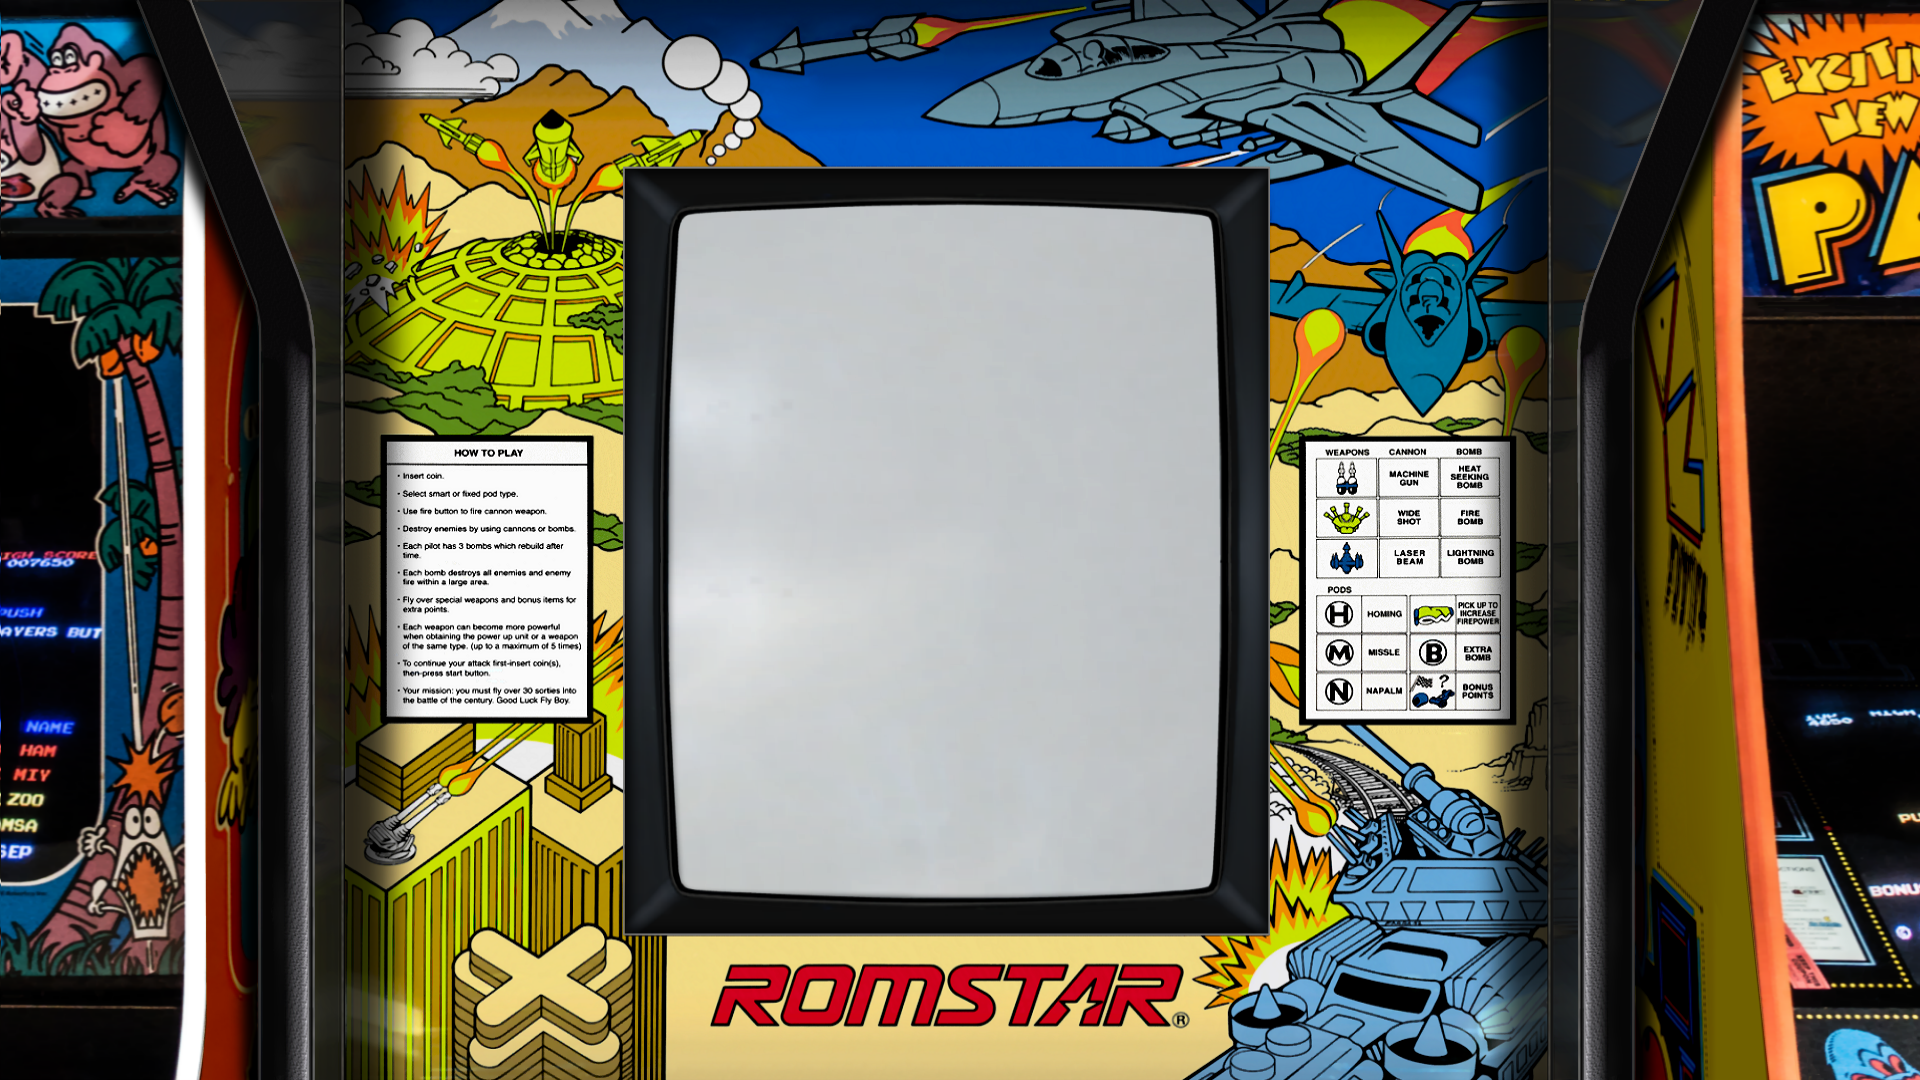 EXCITING
NEW
HIGH SCORE
007650
PUSH
NAME
HAM
MIY
ZOO
SEP
HOW TO PLAY
• Insert coin.
• Select smart or fixed pod type.
• Use fire button to fire cannon weapon.
• Destroy enemies by using cannons or bombs.
• Each pilot has 3 bombs which rebuild after
time.
• Each bomb destroys all enemies and enemy
fire within a large area.
• Fly over special weapons and bonus items for
extra points.
• Each weapon can become more powerful
when obtaining the power up unit or a weapon
of the same type. (up to a maximum of 5 times)
• To continue your attack first-insert coin(s),
then-press start button.
• Your mission: you must fly over 30 sorties into
the battle of the century. Good Luck Fly Boy.
WEAPONS CANNON BOMB
MACHINE
GUN
HEAT
SEEKING
BOMB
WIDE
SHOT
FIRE
BOMB
LASER
BEAM
LIGHTNING
BOMB
PODS
H HOMING
PICK UP TO
INCREASE
FIREPOWER
M MISSLE
B EXTRA
BOMB
N NAPALM
? BONUS
POINTS
ROMSTAR®